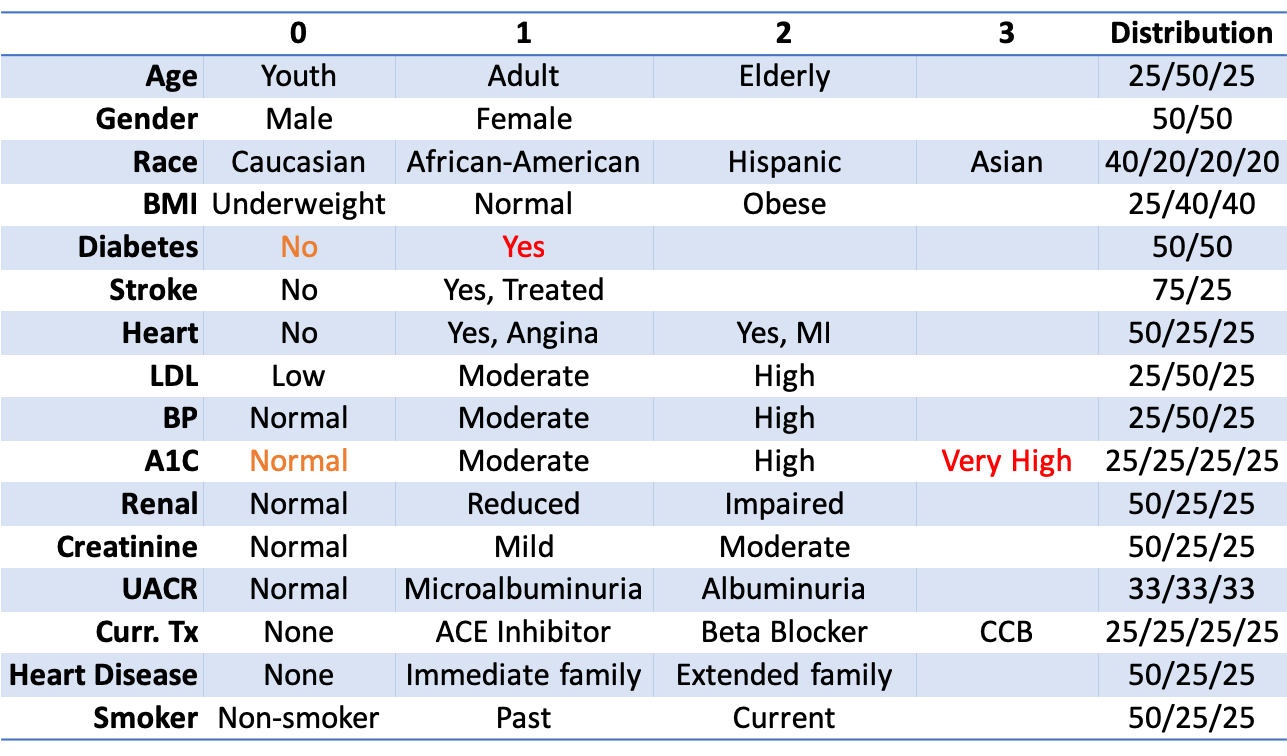 0 1 2 3 Distribution
Age Youth Adult Elderly 25/50/25
Gender Male Female 50/50
Race Caucasian African-American Hispanic Asian 40/20/20/20
BMI Underweight Normal Obese 25/40/40
Diabetes No Yes 50/50
Stroke No Yes, Treated 75/25
Heart No Yes, Angina Yes, MI 50/25/25
LDL Low Moderate High 25/50/25
BP Normal Moderate High 25/50/25
A1C Normal Moderate High Very High 25/25/25/25
Renal Normal Reduced Impaired 50/25/25
Creatinine Normal Mild Moderate 50/25/25
UACR Normal Microalbuminuria Albuminuria 33/33/33
Curr. Tx None ACE Inhibitor Beta Blocker CCB 25/25/25/25
Heart Disease None Immediate family Extended family 50/25/25
Smoker Non-smoker Past Current 50/25/25